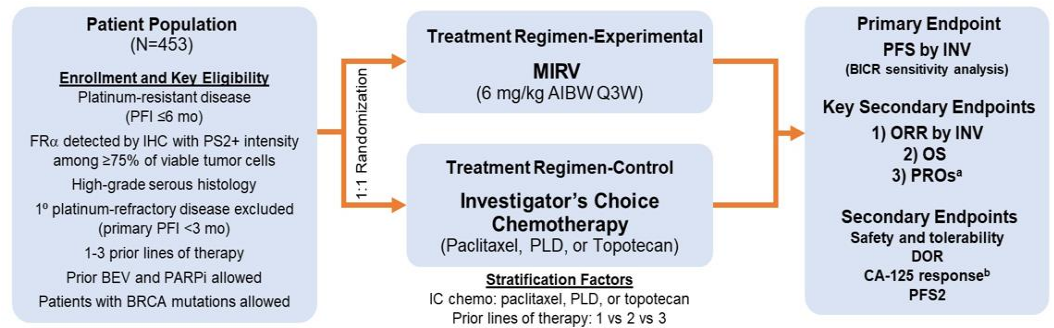 Patient Population
(N=453)
Enrollment and Key Eligibility
Platinum-resistant disease
(PFI ≤6 mo)
FRα detected by IHC with PS2+ intensity
among ≥75% of viable tumor cells
High-grade serous histology
1º platinum-refractory disease excluded
(primary PFI <3 mo)
1-3 prior lines of therapy
Prior BEV and PARPi allowed
Patients with BRCA mutations allowed
1:1 Randomization
Treatment Regimen-Experimental
MIRV
(6 mg/kg AIBW Q3W)
Treatment Regimen-Control
Investigator’s Choice
Chemotherapy
(Paclitaxel, PLD, or Topotecan)
Stratification Factors
IC chemo: paclitaxel, PLD, or topotecan
Prior lines of therapy: 1 vs 2 vs 3
Primary Endpoint
PFS by INV
(BICR sensitivity analysis)
Key Secondary Endpoints
1) ORR by INV
2) OS
3) PROsᵃ
Secondary Endpoints
Safety and tolerability
DOR
CA-125 responseᵇ
PFS2